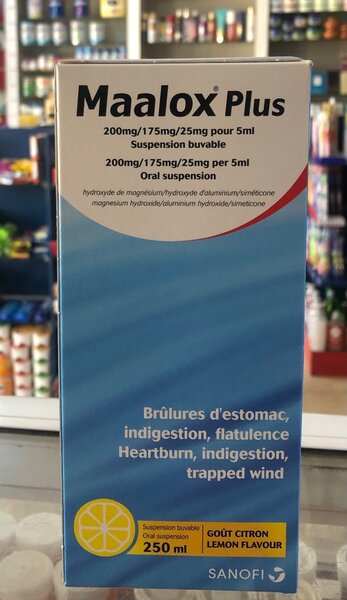 Maalox® Plus
200mg/175mg/25mg pour 5ml
Suspension buvable
200mg/175mg/25mg per 5ml
Oral suspension
hydroxyde de magnésium/hydroxyde d'aluminium/siméticone
magnesium hydroxide/aluminium hydroxide/simeticone
Brûlures d'estomac,
indigestion, flatulence
Heartburn, indigestion,
trapped wind
Suspension buvable
Oral suspension
250 ml
GOÛT CITRON
LEMON FLAVOUR
SANOFI